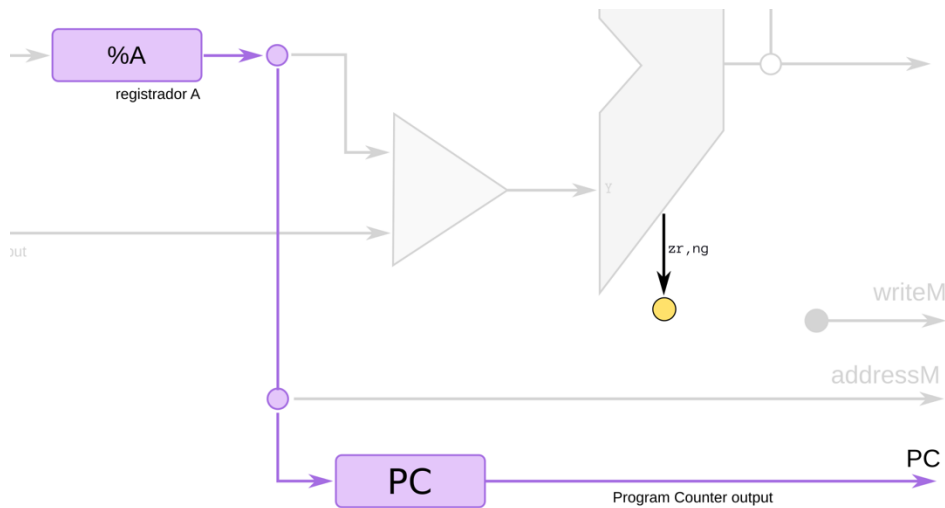 %A
registrador A
Y
zr,ng
writeM
addressM
PC
PC
Program Counter output